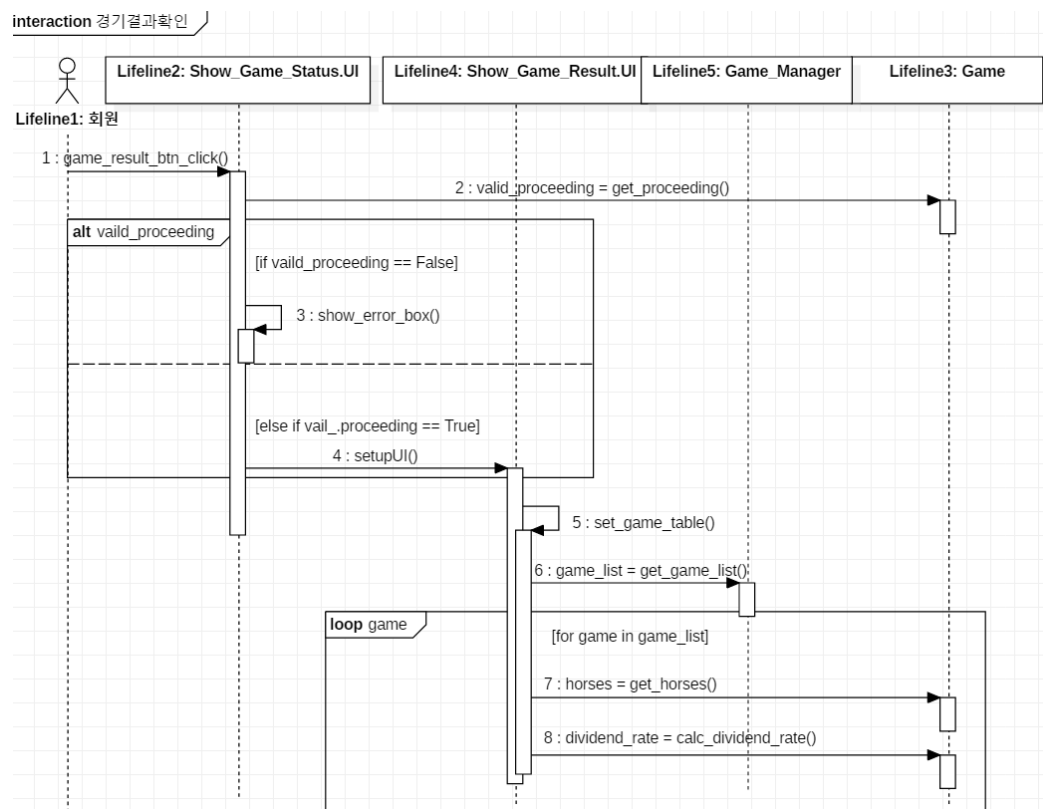 interaction 경기결과확인
Lifeline2: Show_Game_Status.UI
Lifeline4: Show_Game_Result.UI
Lifeline5: Game_Manager
Lifeline3: Game
Lifeline1: 회원
1 : game_result_btn_click()
2 : valid_proceeding = get_proceeding()
alt vaild_proceeding
[if vaild_proceeding == False]
3 : show_error_box()
[else if vail_.proceeding == True]
4 : setupUI()
5 : set_game_table()
6 : game_list = get_game_list()
loop game
[for game in game_list]
7 : horses = get_horses()
8 : dividend_rate = calc_dividend_rate()